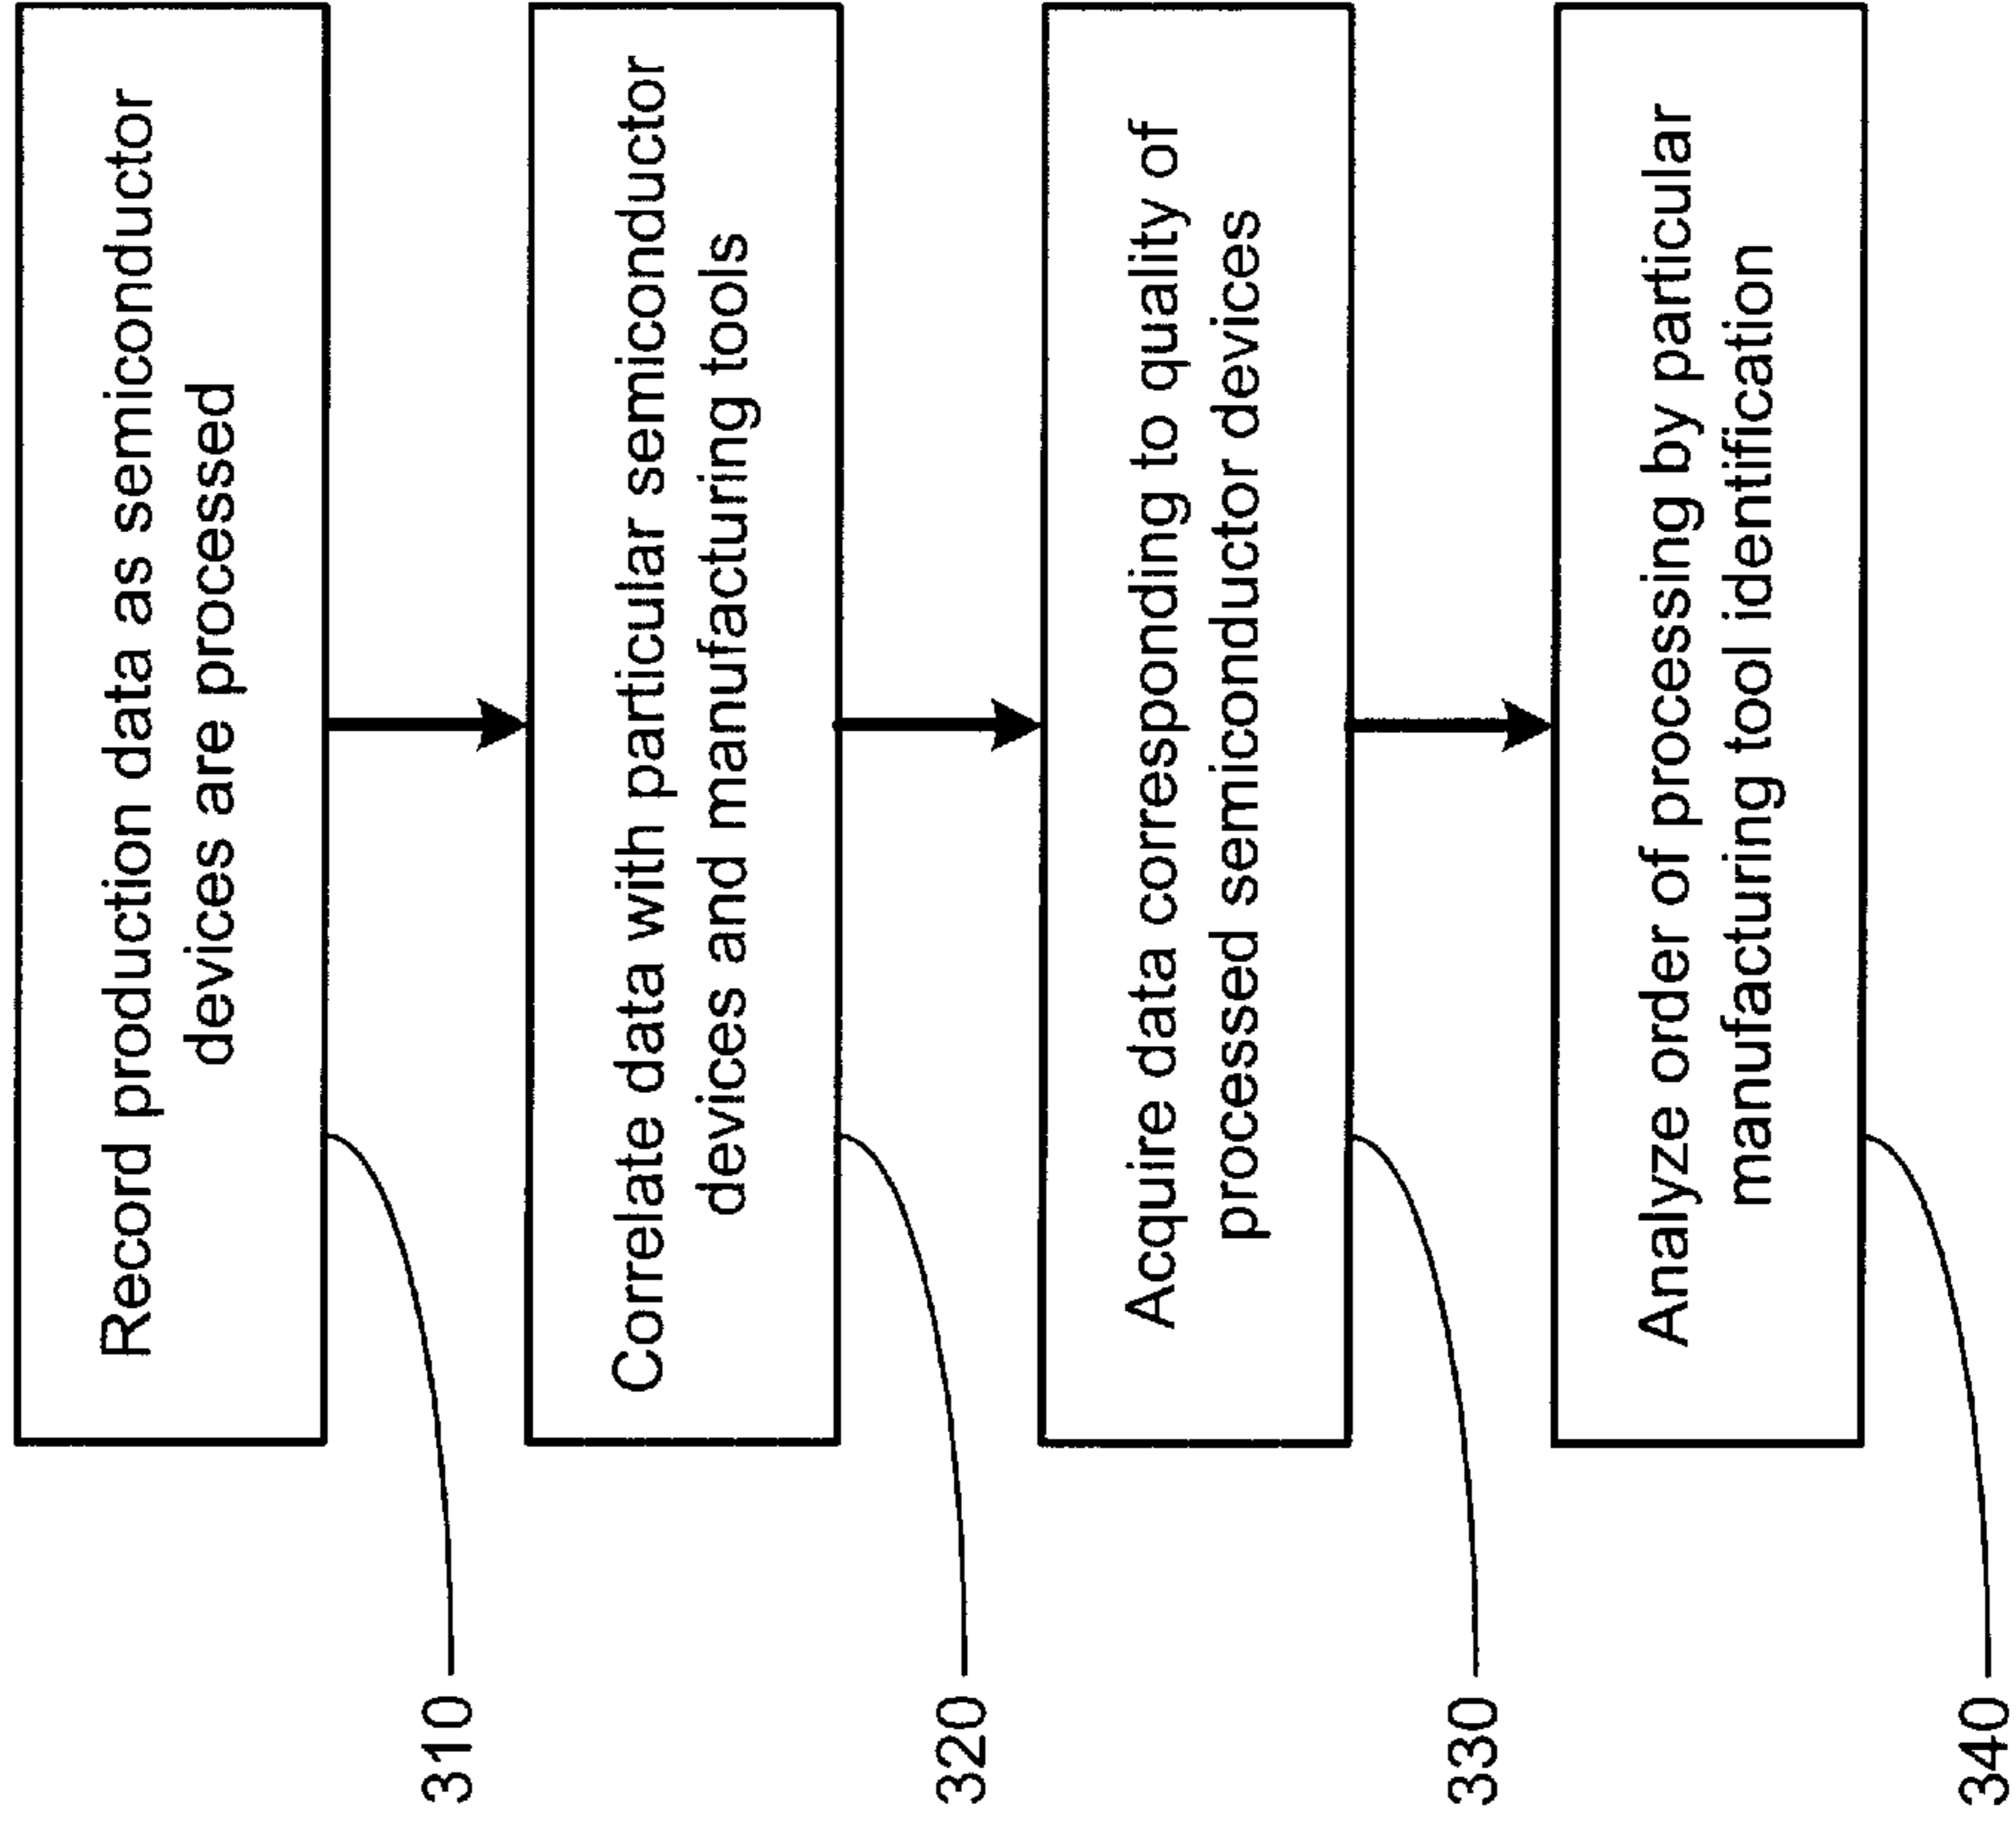 Record production data as semiconductor
devices are processed
310
Correlate data with particular semiconductor
devices and manufacturing tools
320
Acquire data corresponding to quality of
processed semiconductor devices
330
Analyze order of processing by particular
manufacturing tool identification
340